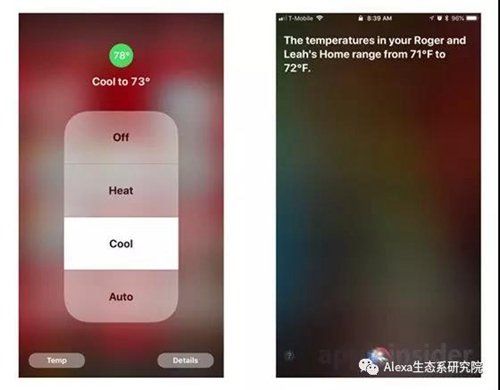 78°
Cool to 73°
Off
Heat
Cool
Auto
Temp
Details
T-Mobile
8:39 AM
96%
The temperatures in your Roger and
Leah's Home range from 71°F to
72°F.
?
appleinsider
Alexa生态系研究院